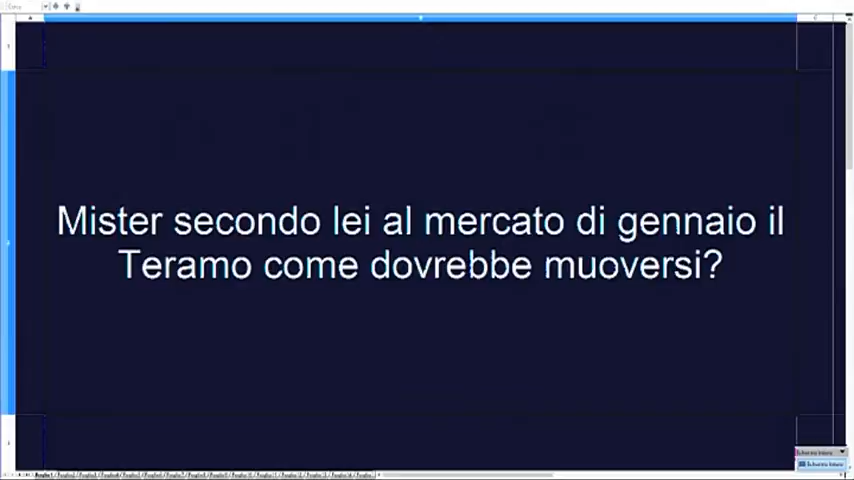 Mister secondo lei al mercato di gennaio il
Teramo come dovrebbe muoversi?